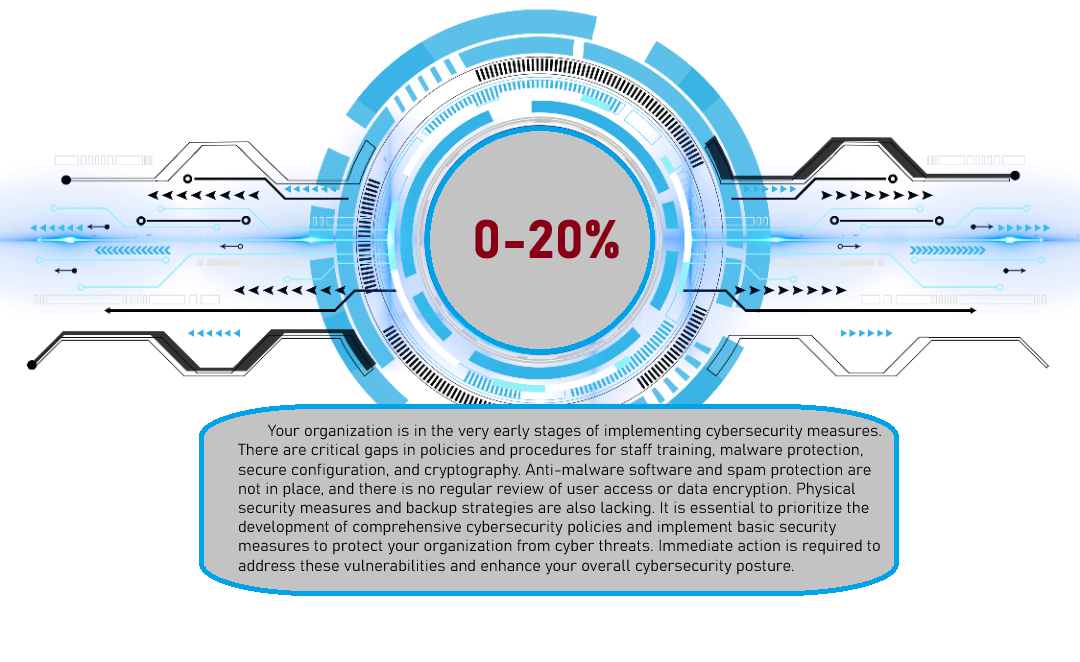 0-20%
Your organization is in the very early stages of implementing cybersecurity measures.
There are critical gaps in policies and procedures for staff training, malware protection,
secure configuration, and cryptography. Anti-malware software and spam protection are
not in place, and there is no regular review of user access or data encryption. Physical
security measures and backup strategies are also lacking. It is essential to prioritize the
development of comprehensive cybersecurity policies and implement basic security
measures to protect your organization from cyber threats. Immediate action is required to
address these vulnerabilities and enhance your overall cybersecurity posture.